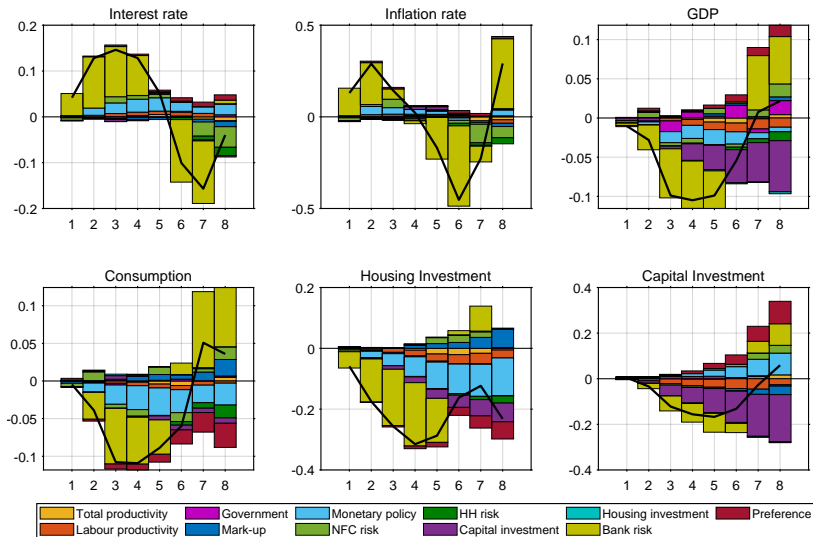 Interest rate
Inflation rate
GDP
0.2
0.1
0
-0.1
-0.2
1 2 3 4 5 6 7 8
0.5
0
-0.5
1 2 3 4 5 6 7 8
0.1
0.05
0
-0.05
-0.1
1 2 3 4 5 6 7 8
Consumption
Housing Investment
Capital Investment
0.1
0.05
0
-0.05
-0.1
1 2 3 4 5 6 7 8
0.2
0
-0.2
-0.4
1 2 3 4 5 6 7 8
0.4
0.2
0
-0.2
-0.4
1 2 3 4 5 6 7 8
Total productivity Government Monetary policy HH risk Housing investment Preference
Labour productivity Mark-up NFC risk Capital investment Bank risk